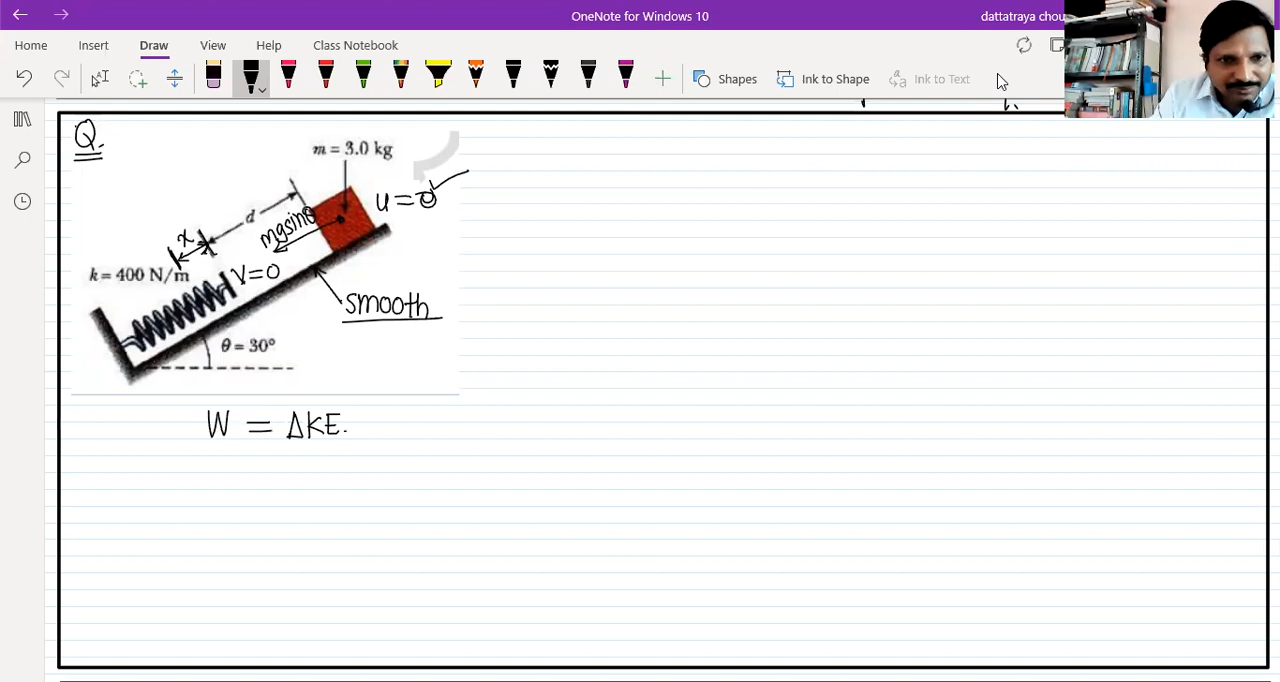 OneNote for Windows 10
dattatraya chou
Home Insert Draw View Help Class Notebook
Shapes Ink to Shape Ink to Text
Q.
m = 3.0 kg
u = 0
d
mgsinθ
x
k = 400 N/m
V=0
smooth
θ = 30°
W = ΔKE.